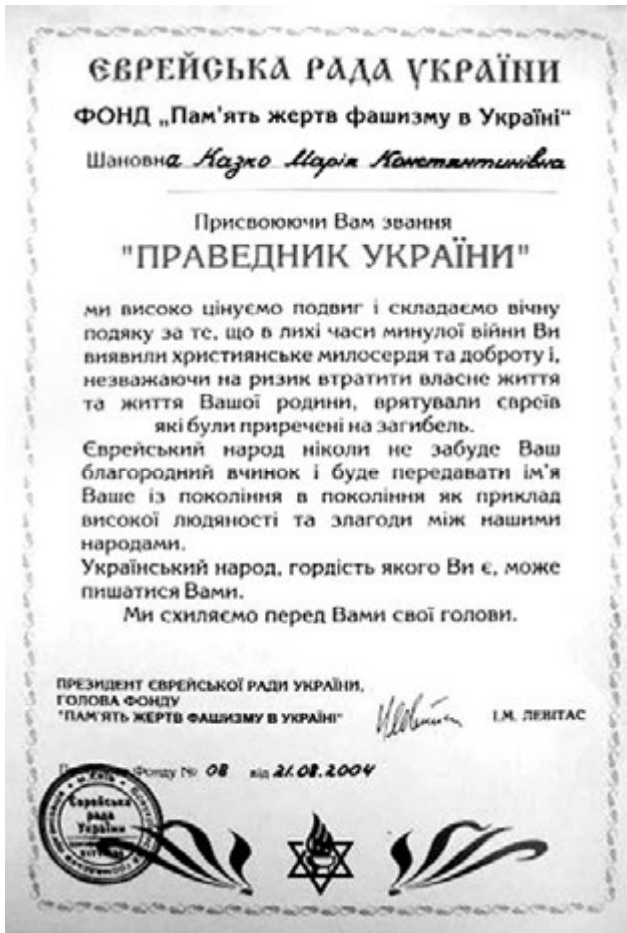 ЄВРЕЙСЬКА РАДА УКРАЇНИ
ФОНД „Пам'ять жертв фашизму в Україні“
Шановна Казко Марія Константинівна
Присвоюючи Вам звання
"ПРАВЕДНИК УКРАЇНИ"
ми високо цінуємо подвиг і складаємо вічну
подяку за те, що в лихі часи минулої війни Ви
виявили християнське милосердя та доброту і,
незважаючи на ризик втратити власне життя
та життя Вашої родини, врятували євреїв
які були приречені на загибель.
Єврейський народ ніколи не забуде Ваш
благородний вчинок і буде передавати ім'я
Ваше із покоління в покоління як приклад
високої людяності та злагоди між нашими
народами.
Український народ, гордість якого Ви є, може
пишатися Вами.
Ми схиляємо перед Вами свої голови.
ПРЕЗИДЕНТ ЄВРЕЙСЬКОЇ РАДИ УКРАЇНИ,
ГОЛОВА ФОНДУ
"ПАМ'ЯТЬ ЖЕРТВ ФАШИЗМУ В УКРАЇНІ"
І.М. ЛЕВІТАС
Фонду № 08 від 21.08.2004
м. Київ
Єврейська
рада
України